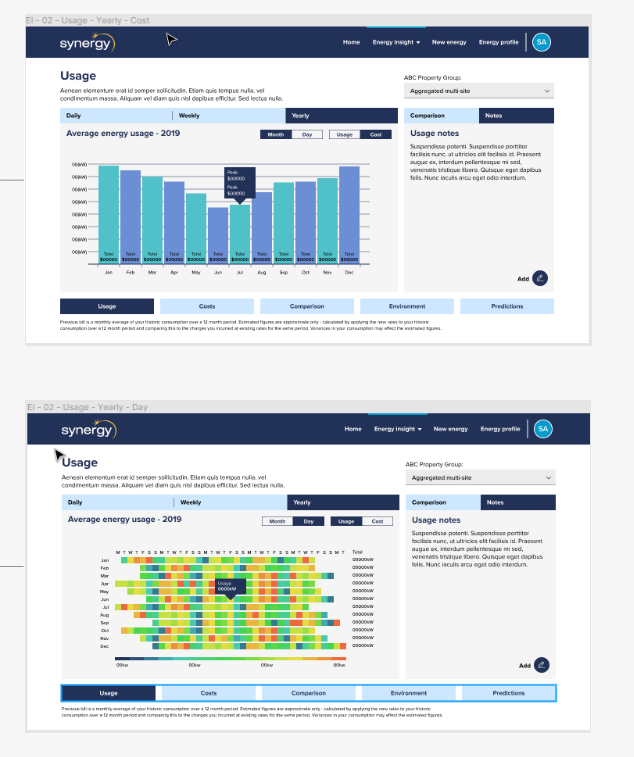 EI - 02 - Usage - Yearly - Cost
synergy
Home Energy insight New energy Energy profile SA
Usage
Aenean elementum erat id semper sollicitudin. Etiam quis tempus nulla, vel
condimentum massa. Aliquam vel diam quis nisl dapibus efficitur. Sed lectus nulla.
ABC Property Group:
Aggregated multi-site
Daily Weekly Yearly
Comparison Notes
Average energy usage - 2019
Month Day Usage Cost
Usage notes
Suspendisse potenti. Suspendisse porttitor
facilisis nunc, ut ultricies elit facilisis id. Praesent
augue ex, interdum pellentesque mi sed,
venenatis tristique libero. Quisque eget dapibus
felis. Nunc iaculis arcu eget odio interdum.
Peak
$00000
Peak
$00000
Total Total Total Total Total Total Total Total Total Total Total Total
$00000 $00000 $00000 $00000 $00000 $00000 $00000 $00000 $00000 $00000 $00000 $00000
Jan Feb Mar Apr May Jun Jul Aug Sep Oct Nov Dec
Add
Usage Costs Comparison Environment Predictions
Previous bill is a monthly average of your historic consumption over a 12 month period. Estimated figures are approximate only - calculated by applying the new rates to your historic
consumption over a 12 month period and comparing this to the charges you incurred at existing rates for the same period. Variances in your consumption may affect the estimated figures.
EI - 02 - Usage - Yearly - Day
synergy
Home Energy insight New energy Energy profile SA
Usage
Aenean elementum erat id semper sollicitudin. Etiam quis tempus nulla, vel
condimentum massa. Aliquam vel diam quis nisl dapibus efficitur. Sed lectus nulla.
ABC Property Group:
Aggregated multi-site
Daily Weekly Yearly
Comparison Notes
Average energy usage - 2019
Month Day Usage Cost
Usage notes
Suspendisse potenti. Suspendisse porttitor
facilisis nunc, ut ultricies elit facilisis id. Praesent
augue ex, interdum pellentesque mi sed,
venenatis tristique libero. Quisque eget dapibus
felis. Nunc iaculis arcu eget odio interdum.
M T W T F S S M T W T F S S M T W T F S S M T W T F S S M T W T F S S M T Total
Jan 00000kW
Feb 00000kW
Mar 00000kW
Apr 00000kW
May 00000kW
Jun 00000kW
Jul 00000kW
Aug 00000kW
Sep 00000kW
Oct 00000kW
Nov 00000kW
Dec 00000kW
Usage
0000kW
00kw 00kw 00kw 00kw
Add
Usage Costs Comparison Environment Predictions
Previous bill is a monthly average of your historic consumption over a 12 month period. Estimated figures are approximate only - calculated by applying the new rates to your historic
consumption over a 12 month period and comparing this to the charges you incurred at existing rates for the same period. Variances in your consumption may affect the estimated figures.